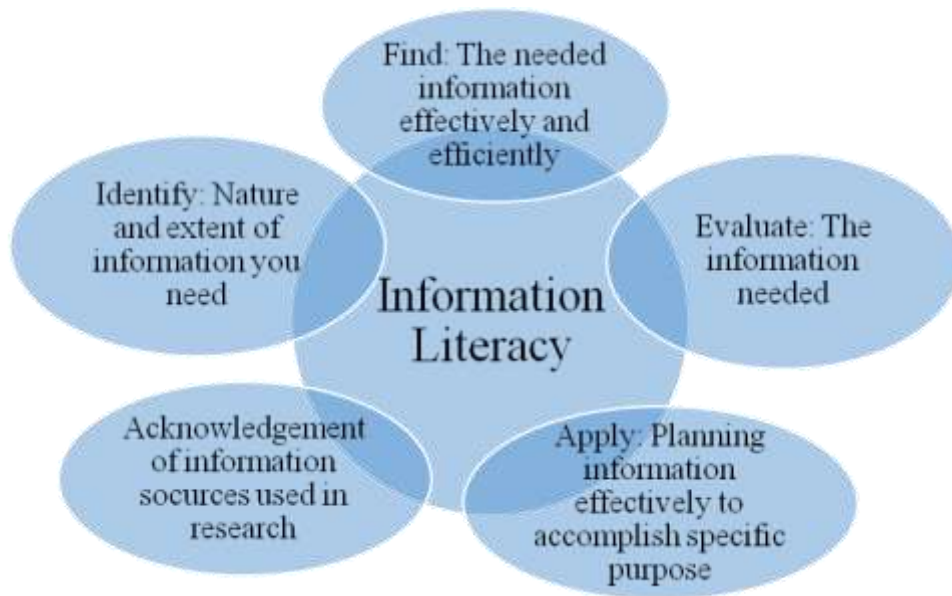 Find: The needed
information
effectively and
efficiently
Identify: Nature
and extent of
information you
need
Evaluate: The
information
needed
Information
Literacy
Acknowledgement
of information
socurces used in
research
Apply: Planning
information
effectively to
accomplish specific
purpose